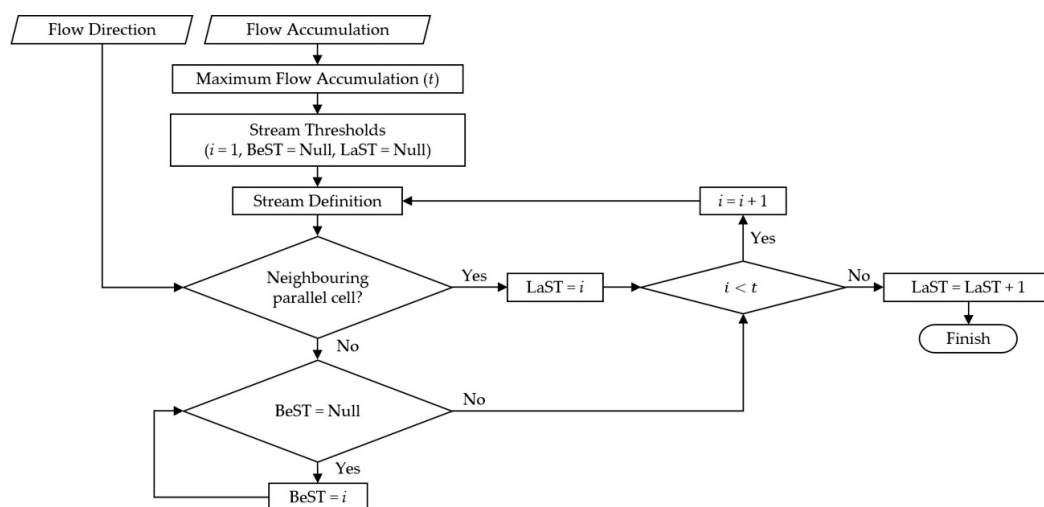 Flow Direction
Flow Accumulation
Maximum Flow Accumulation (t)
Stream Thresholds
(i = 1, BeST = Null, LaST = Null)
Stream Definition
i = i + 1
Yes
Neighbouring
parallel cell?
Yes
LaST = i
i < t
No
LaST = LaST + 1
Finish
No
BeST = Null
No
Yes
BeST = i